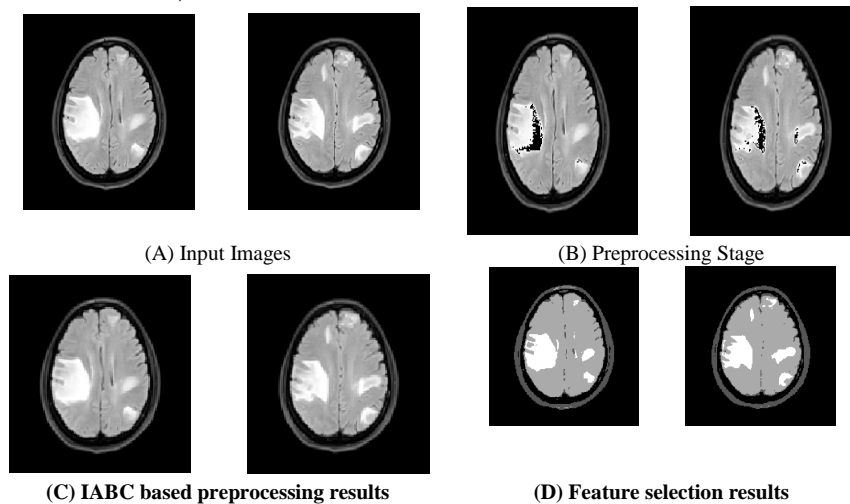 (A) Input Images
(B) Preprocessing Stage
(C) IABC based preprocessing results
(D) Feature selection results